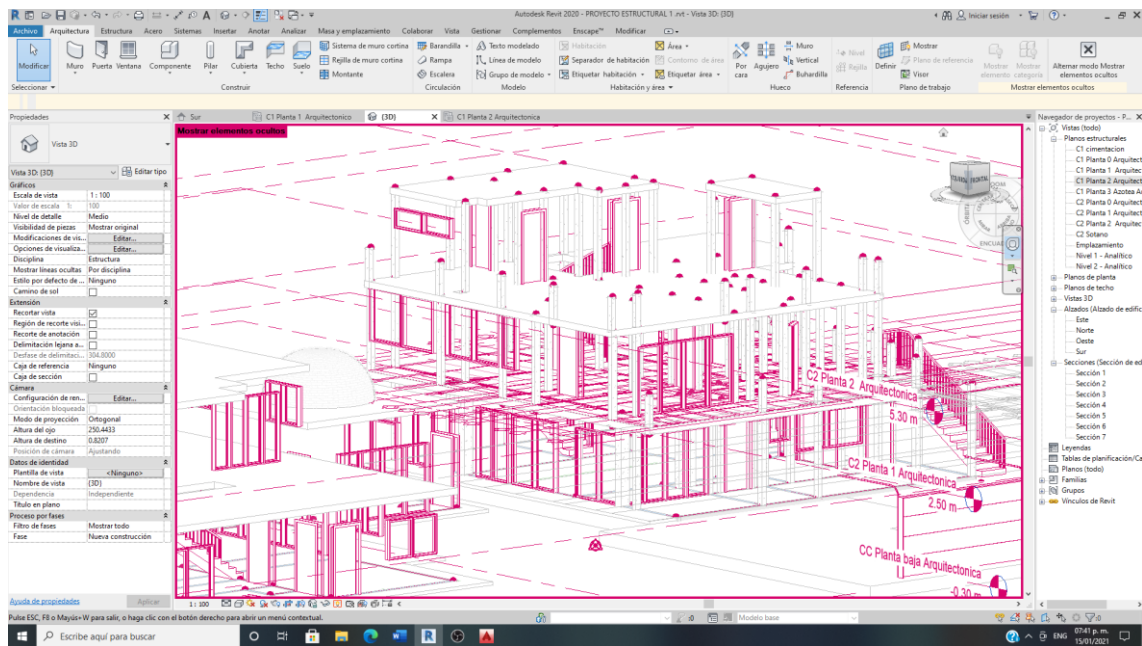 Autodesk Revit 2020 - PROYECTO ESTRUCTURAL 1 .rvt - Vista 3D: {3D}
Iniciar sesión
Archivo Arquitectura Estructura Acero Sistemas Insertar Anotar Analizar Masa y emplazamiento Colaborar Vista Gestionar Complementos Enscape™ Modificar
Modificar
Muro Puerta Ventana Componente Pilar Cubierta Techo Suelo
Sistema de muro cortina
Rejilla de muro cortina
Montante
Barandilla
Rampa
Escalera
Texto modelado
Línea de modelo
Grupo de modelo
Habitación
Separador de habitación
Etiquetar habitación
Área
Contorno de área
Etiquetar área
Por cara
Agujero
Muro
Vertical
Buhardilla
Nivel
Rejilla
Definir
Mostrar
Plano de referencia
Visor
Mostrar elemento
Mostrar categoría
Alternar modo Mostrar elementos ocultos
Seleccionar Construir Circulación Modelo Habitación y área Hueco Referencia Plano de trabajo Mostrar elementos ocultos
Propiedades
Sur
C1 Planta 1 Arquitectonico
{3D}
C1 Planta 2 Arquitectonica
Navegador de proyectos - P...
Vista 3D
Vista 3D: {3D} Editar tipo
Gráficos
Escala de vista 1 : 100
Valor de escala 1: 100
Nivel de detalle Medio
Visibilidad de piezas Mostrar original
Modificaciones de vis... Editar...
Opciones de visualiza... Editar...
Disciplina Estructura
Mostrar líneas ocultas Por disciplina
Estilo por defecto de ... Ninguno
Camino de sol
Extensión
Recortar vista
Región de recorte visi...
Recorte de anotación
Delimitación lejana a...
Desfase de delimitaci... 304.8000
Caja de referencia Ninguno
Caja de sección
Cámara
Configuración de ren... Editar...
Orientación bloqueada
Modo de proyección Ortogonal
Altura del ojo 250.4433
Altura de destino 0.8207
Posición de cámara Ajustando
Datos de identidad
Plantilla de vista <Ninguno>
Nombre de vista {3D}
Dependencia Independiente
Título en plano
Proceso por fases
Filtro de fases Mostrar todo
Fase Nueva construcción
Ayuda de propiedades Aplicar
Mostrar elementos ocultos
FRONTAL
C2 Planta 2 Arquitectonica
5.30 m
C2 Planta 1 Arquitectonica
2.50 m
CC Planta baja Arquitectonica
-0.30 m
Vistas (todo)
Planos estructurales
C1 cimentacion
C1 Planta 0 Arquitect
C1 Planta 1 Arquitec
C1 Planta 2 Arquitect
C1 Planta 3 Azotea Ar
C2 Planta 0 Arquitect
C2 Planta 1 Arquitect
C2 Planta 2 Arquitec
C2 Sotano
Emplazamiento
Nivel 1 - Analítico
Nivel 2 - Analítico
Planos de planta
Planos de techo
Vistas 3D
Alzados (Alzado de edific
Este
Norte
Oeste
Sur
Secciones (Sección de ed
Sección 1
Sección 2
Sección 3
Sección 4
Sección 5
Sección 6
Sección 7
Leyendas
Tablas de planificación/Ca
Planos (todo)
Familias
Grupos
Vínculos de Revit
1 : 100
Pulse ESC, F8 o Mayús+W para salir, o haga clic con el botón derecho para abrir un menú contextual.
:0
Modelo base
:0
Escribe aquí para buscar
ENG
07:41 p. m.
15/01/2021